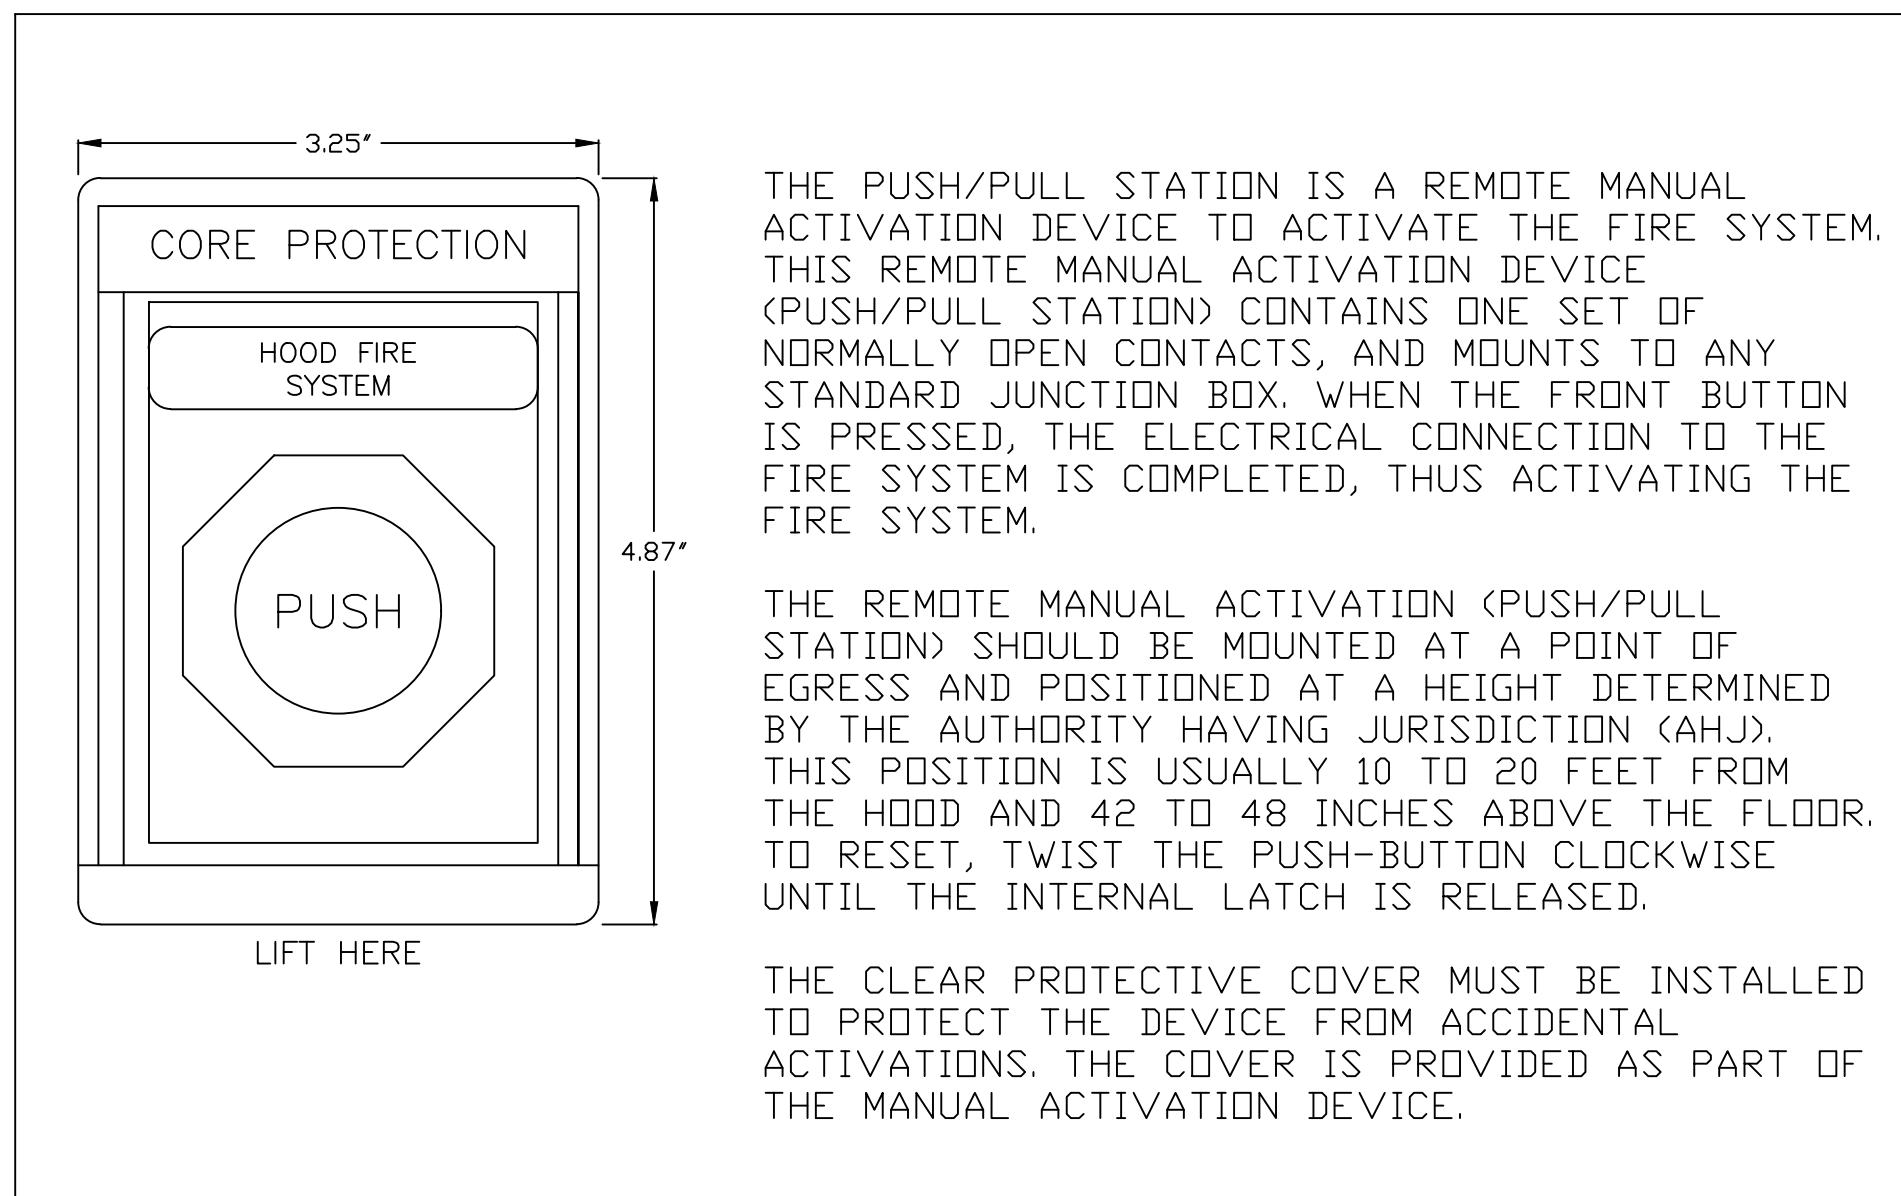 3.25"
CORE PROTECTION
HOOD FIRE
SYSTEM
PUSH
4.87"
LIFT HERE
THE PUSH/PULL STATION IS A REMOTE MANUAL
ACTIVATION DEVICE TO ACTIVATE THE FIRE SYSTEM.
THIS REMOTE MANUAL ACTIVATION DEVICE
(PUSH/PULL STATION) CONTAINS ONE SET OF
NORMALLY OPEN CONTACTS, AND MOUNTS TO ANY
STANDARD JUNCTION BOX. WHEN THE FRONT BUTTON
IS PRESSED, THE ELECTRICAL CONNECTION TO THE
FIRE SYSTEM IS COMPLETED, THUS ACTIVATING THE
FIRE SYSTEM.
THE REMOTE MANUAL ACTIVATION (PUSH/PULL
STATION) SHOULD BE MOUNTED AT A POINT OF
EGRESS AND POSITIONED AT A HEIGHT DETERMINED
BY THE AUTHORITY HAVING JURISDICTION (AHJ).
THIS POSITION IS USUALLY 10 TO 20 FEET FROM
THE HOOD AND 42 TO 48 INCHES ABOVE THE FLOOR.
TO RESET, TWIST THE PUSH-BUTTON CLOCKWISE
UNTIL THE INTERNAL LATCH IS RELEASED.
THE CLEAR PROTECTIVE COVER MUST BE INSTALLED
TO PROTECT THE DEVICE FROM ACCIDENTAL
ACTIVATIONS. THE COVER IS PROVIDED AS PART OF
THE MANUAL ACTIVATION DEVICE.